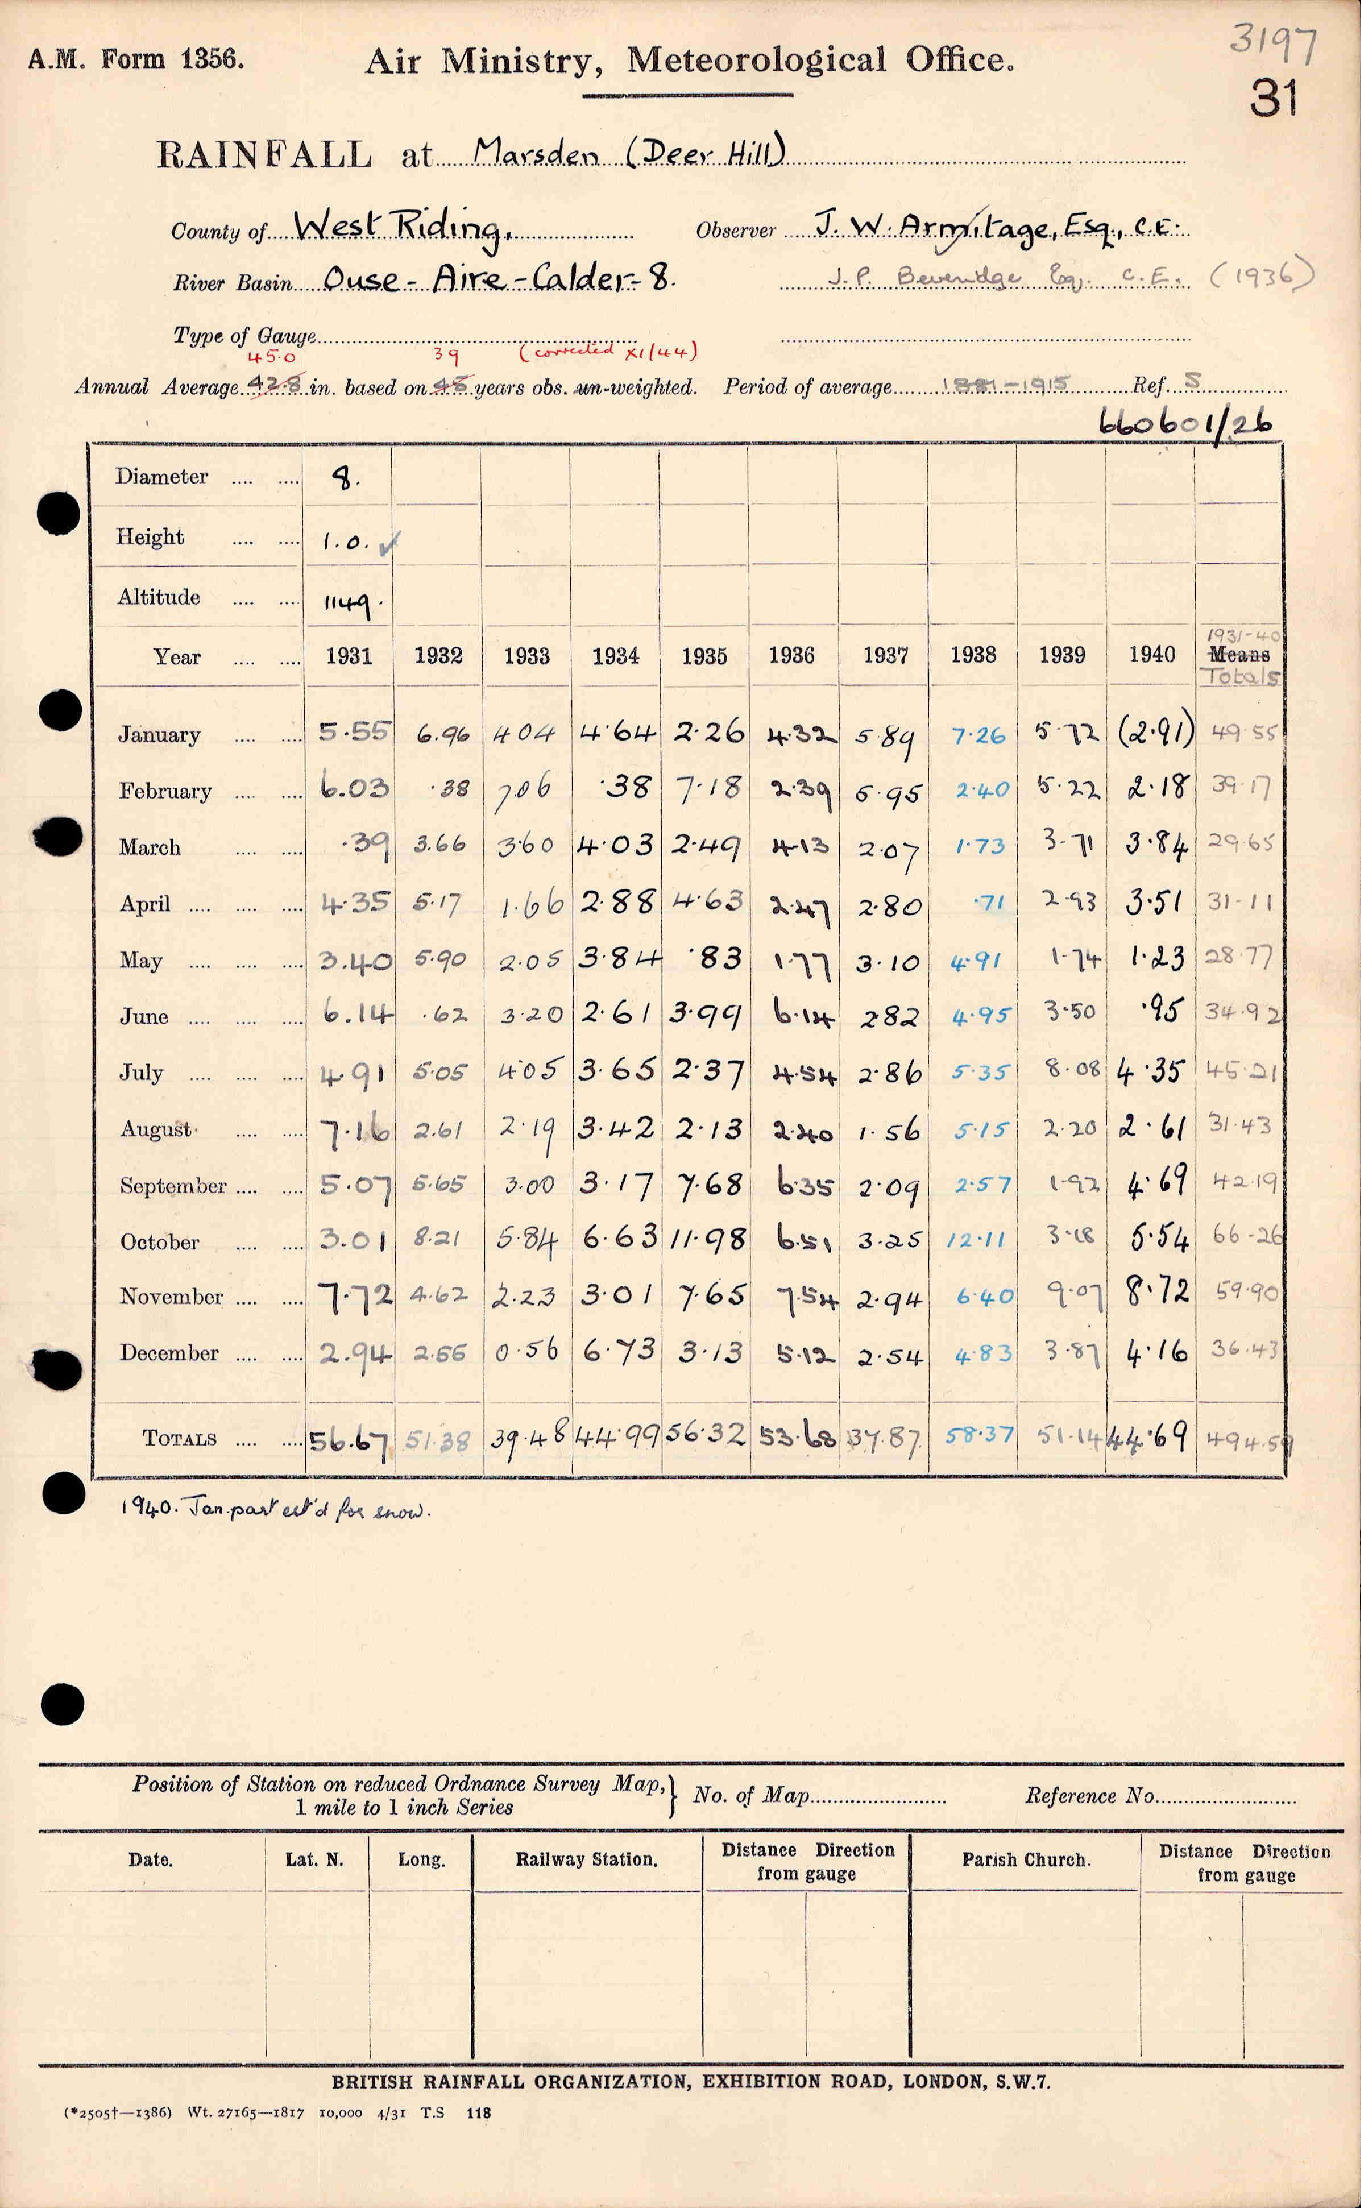 3197
A.M. Form 1356. Air Ministry, Meteorological Office.
31
RAINFALL at Marsden (Deer Hill)
County of West Riding, Observer J. W. Armitage, Esq., C.E.
River Basin Ouse - Aire - Calder - 8. J. P. Beveridge Esq. C.E. (1936)
Type of Gauge
45.0 39 (corrected XI/44)
Annual Average 42.8 in. based on 48 years obs. un-weighted. Period of average 1881-1915 Ref. S
660601/26
Diameter 8.
Height 1.0. ✓
Altitude 1149.
1931-40
Year 1931 1932 1933 1934 1935 1936 1937 1938 1939 1940 Means
Totals
January 5.55 6.96 4.04 4.64 2.26 4.32 5.89 7.26 5.72 (2.91) 49.55
February 6.03 .38 7.06 .38 7.18 2.39 5.95 2.40 5.22 2.18 39.17
March .39 3.66 3.60 4.03 2.49 4.13 2.07 1.73 3.71 3.84 29.65
April 4.35 5.17 1.66 2.88 4.63 2.47 2.80 .71 2.93 3.51 31.11
May 3.40 5.90 2.05 3.84 .83 1.77 3.10 4.91 1.74 1.23 28.77
June 6.14 .62 3.20 2.61 3.99 6.14 2.82 4.95 3.50 .95 34.92
July 4.91 5.05 4.05 3.65 2.37 4.54 2.86 5.35 8.08 4.35 45.21
August 7.16 2.61 2.19 3.42 2.13 2.40 1.56 5.15 2.20 2.61 31.43
September 5.07 5.65 3.00 3.17 7.68 6.35 2.09 2.57 1.92 4.69 42.19
October 3.01 8.21 5.84 6.63 11.98 6.51 3.25 12.11 3.18 5.54 66.26
November 7.72 4.62 2.23 3.01 7.65 7.54 2.94 6.40 9.07 8.72 59.90
December 2.94 2.55 0.56 6.73 3.13 5.12 2.54 4.83 3.87 4.16 36.43
TOTALS 56.67 51.38 39.48 44.99 56.32 53.68 37.87 58.37 51.14 44.69 494.59
1940. Jan. part est'd for snow.
Position of Station on reduced Ordnance Survey Map,} No. of Map Reference No.
1 mile to 1 inch Series
Date. Lat. N. Long. Railway Station. Distance Direction from gauge Parish Church. Distance Direction from gauge
BRITISH RAINFALL ORGANIZATION, EXHIBITION ROAD, LONDON, S.W.7.
(*2505†—1386) Wt. 27165—1817 10,000 4/31 T.S 118